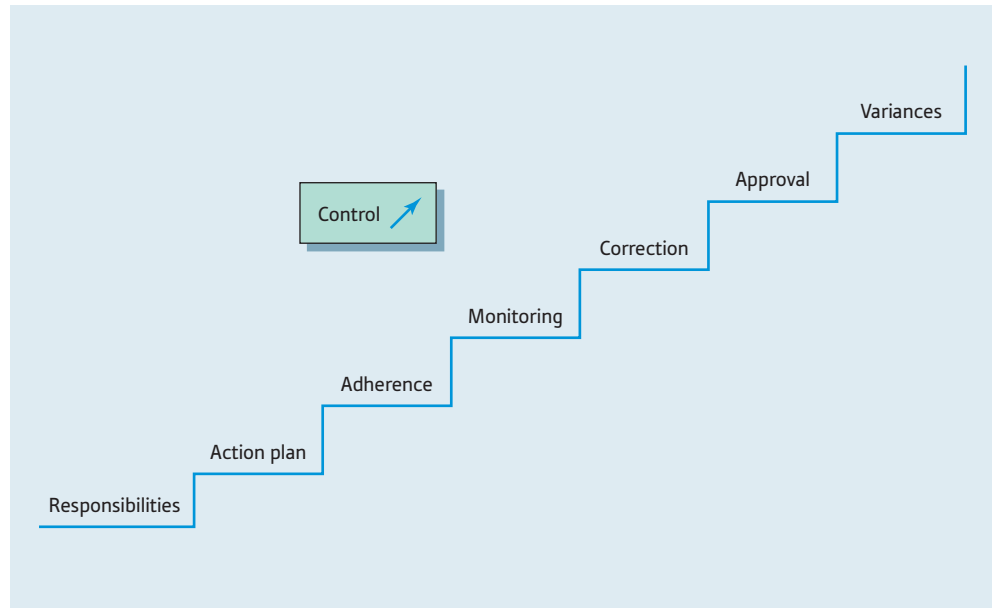 Variances
Approval
Control
Correction
Monitoring
Adherence
Action plan
Responsibilities